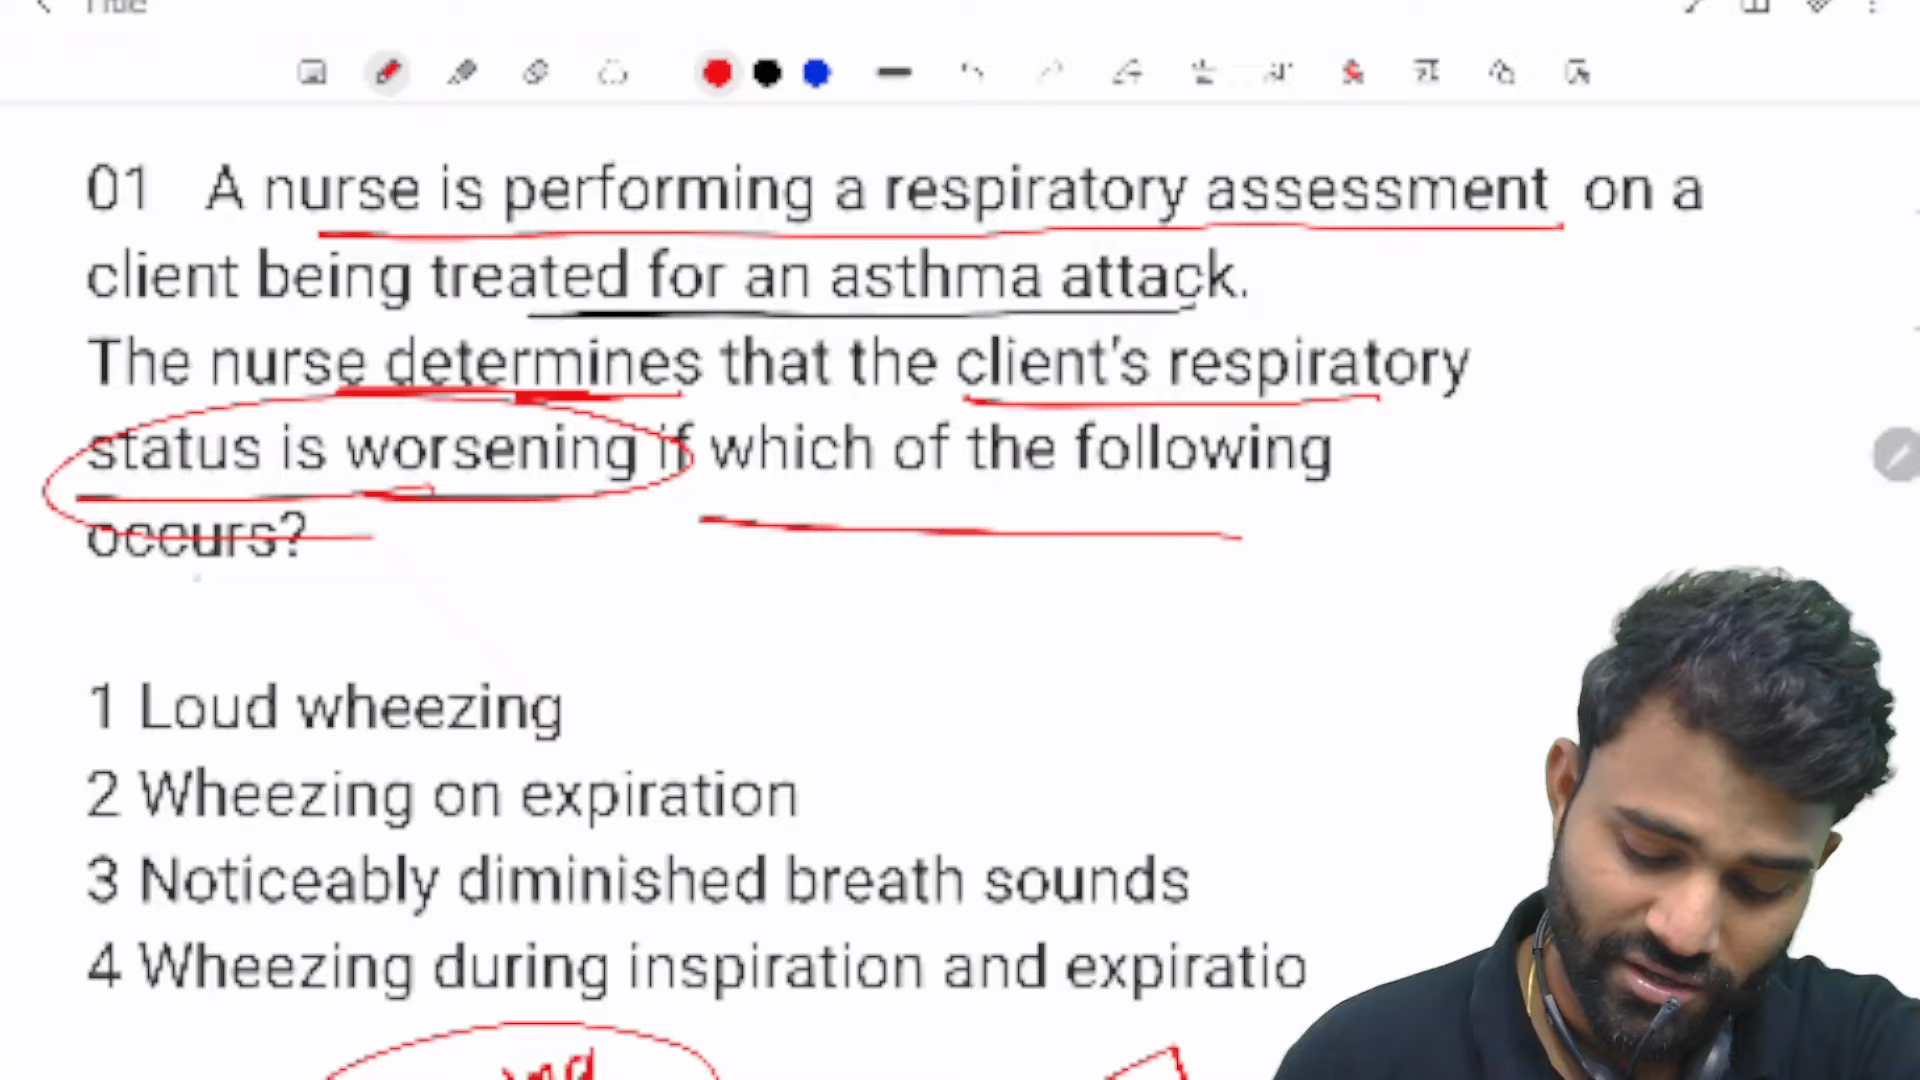 Title
01 A nurse is performing a respiratory assessment on a
client being treated for an asthma attack.
The nurse determines that the client's respiratory
status is worsening if which of the following
occurs?
1 Loud wheezing
2 Wheezing on expiration
3 Noticeably diminished breath sounds
4 Wheezing during inspiration and expiratio